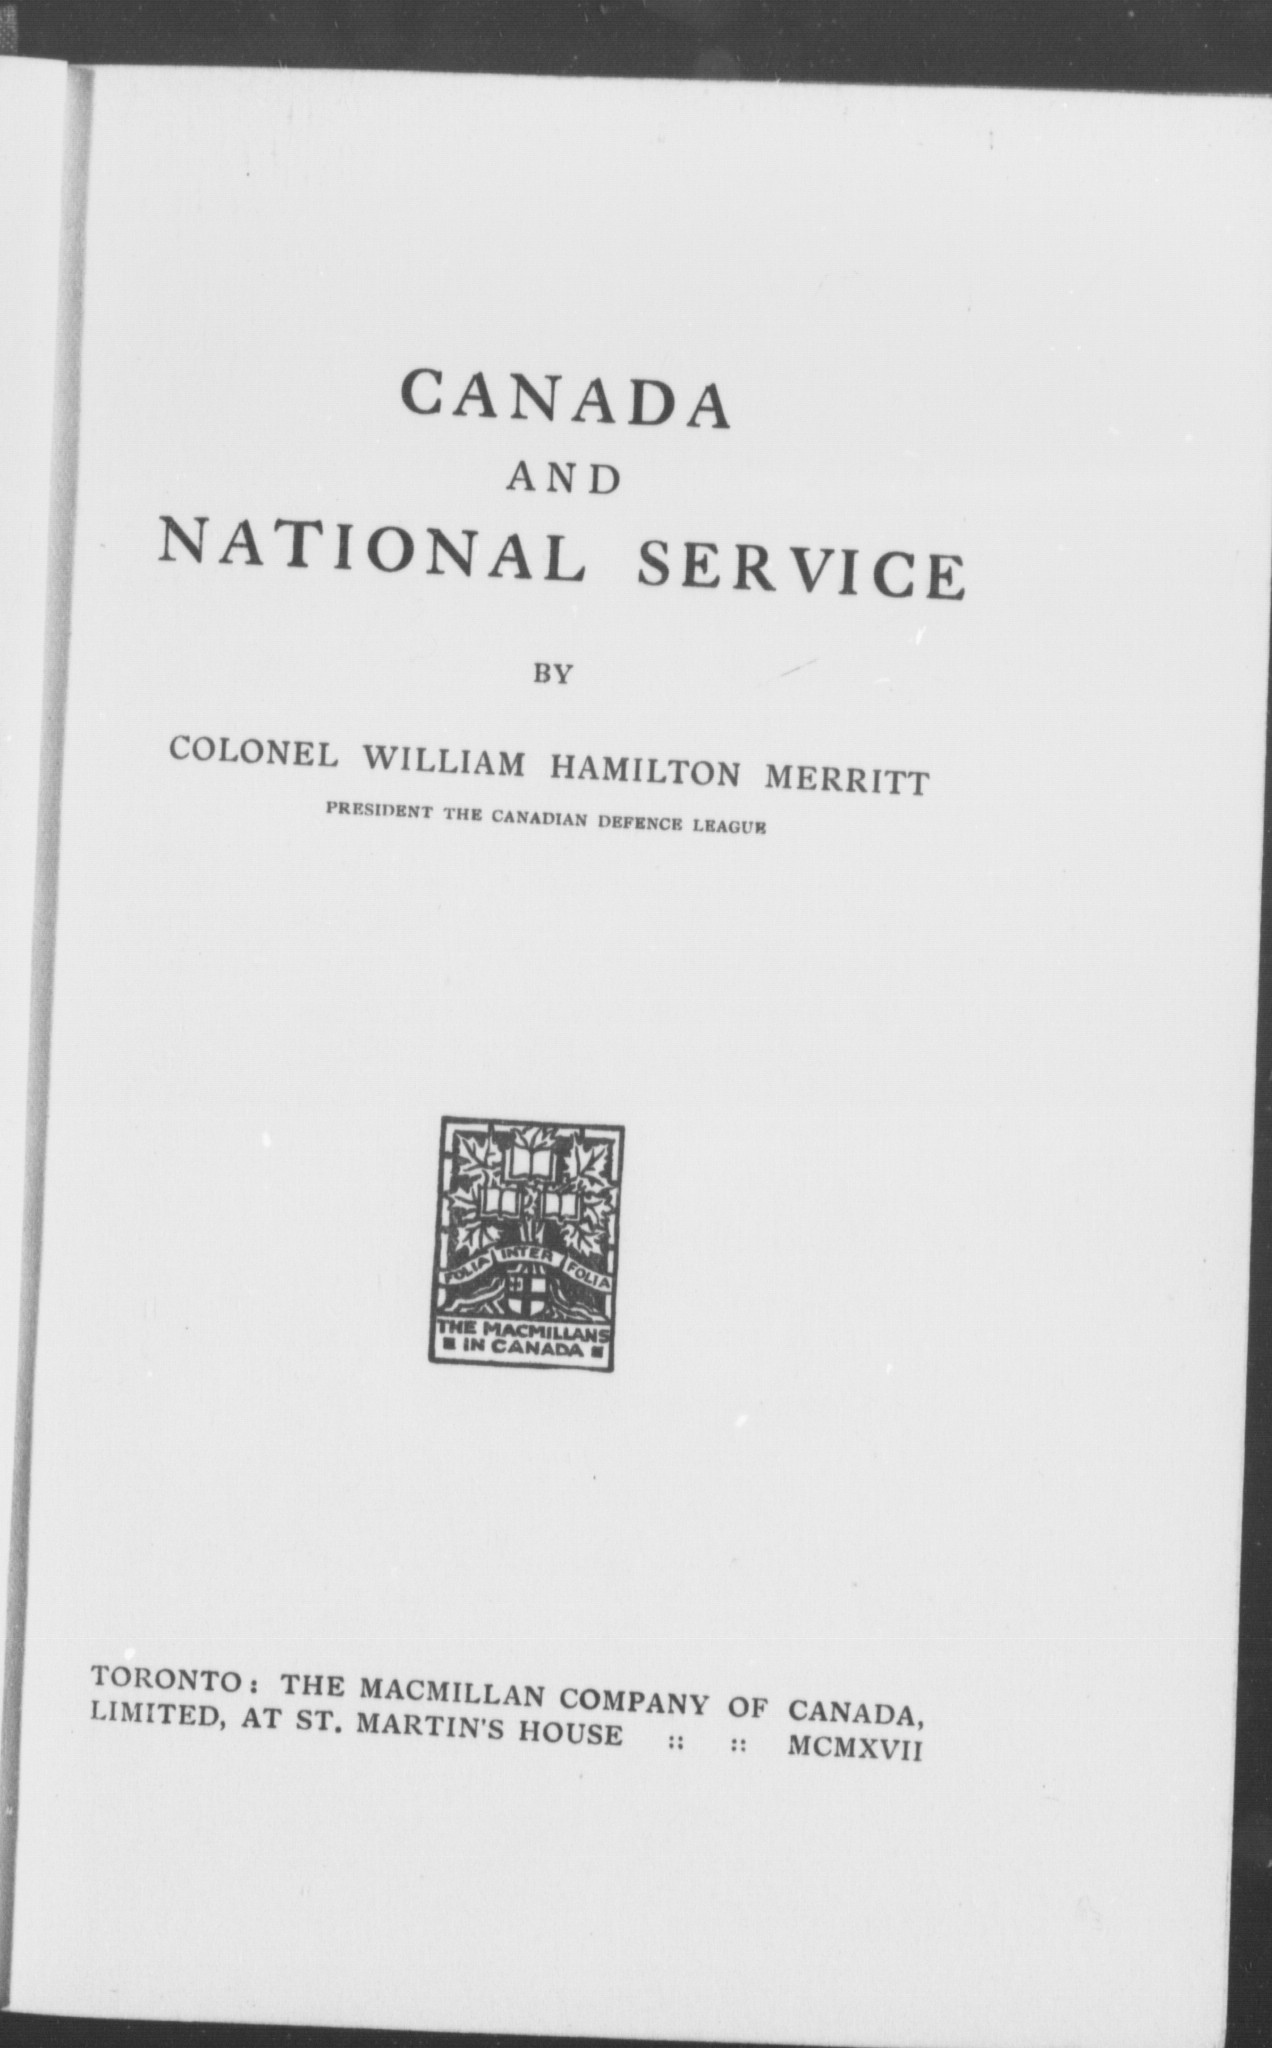 CANADA
AND
NATIONAL SERVICE
BY
COLONEL WILLIAM HAMILTON MERRITT
PRESIDENT THE CANADIAN DEFENCE LEAGUE
FOLIA INTER FOLIA
THE MACMILLANS
IN CANADA
TORONTO: THE MACMILLAN COMPANY OF CANADA,
LIMITED, AT ST. MARTIN'S HOUSE :: :: MCMXVII